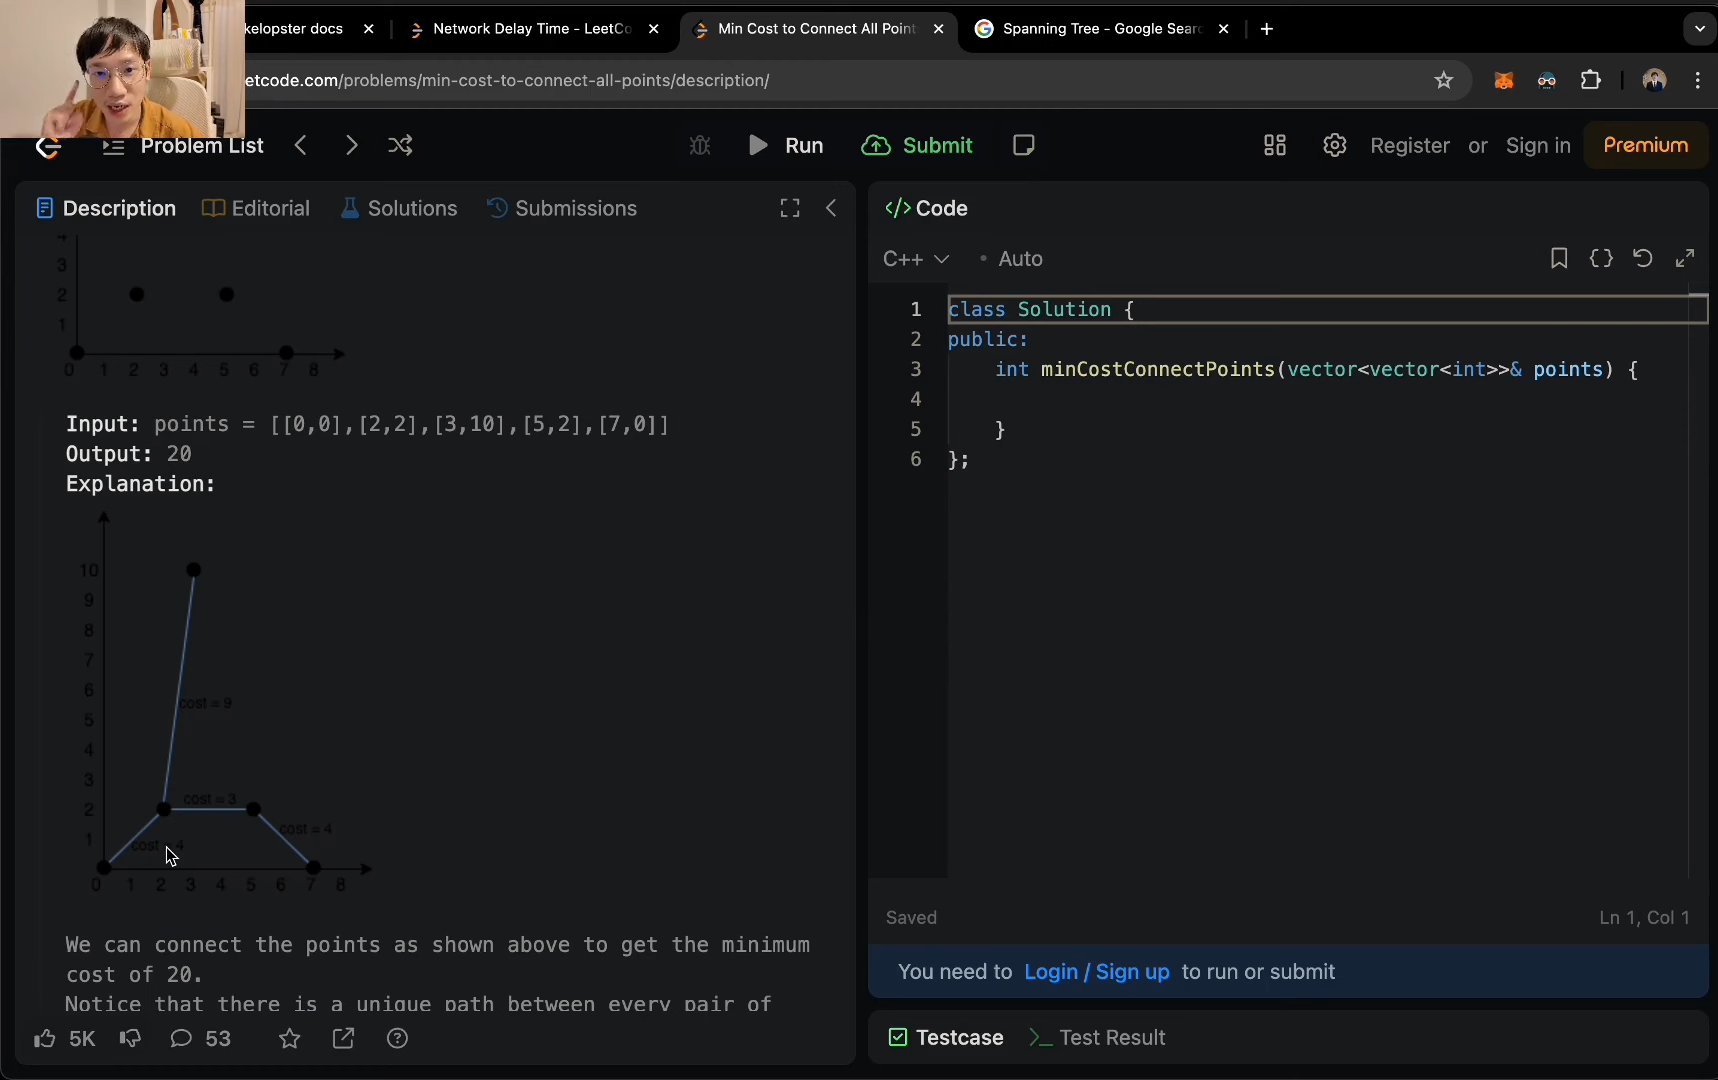 kelopster docs
Network Delay Time - LeetCo
Min Cost to Connect All Point
Spanning Tree - Google Searc
etcode.com/problems/min-cost-to-connect-all-points/description/
Problem List
Run
Submit
Register or Sign in
Premium
Description
Editorial
Solutions
Submissions
</> Code
C++
Auto
4
3
2
1
0 1 2 3 4 5 6 7 8
Input: points = [[0,0],[2,2],[3,10],[5,2],[7,0]]
Output: 20
Explanation:
10
9
8
7
6
5
4
3
2
1
cost = 9
cost = 3
cost = 4
cost = 4
0 1 2 3 4 5 6 7 8
We can connect the points as shown above to get the minimum
cost of 20.
Notice that there is a unique path between every pair of
5K
53
1 class Solution {
2 public:
3 int minCostConnectPoints(vector<vector<int>>& points) {
4
5 }
6 };
Saved
Ln 1, Col 1
You need to Login / Sign up to run or submit
Testcase
Test Result